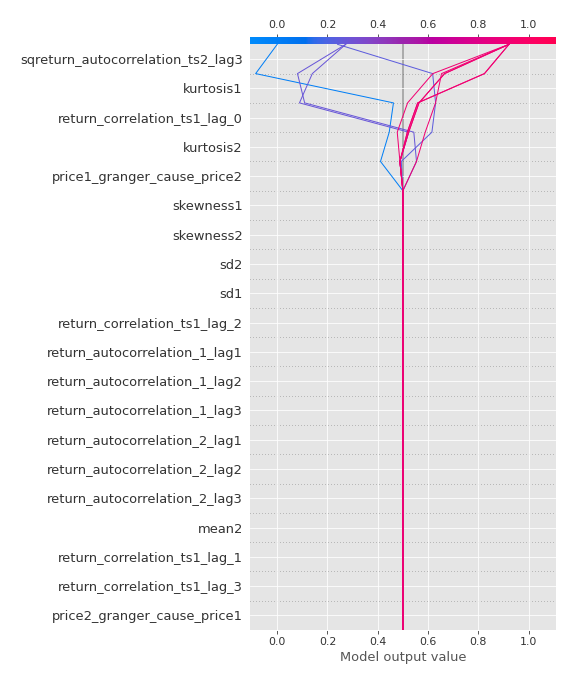 0.0 0.2 0.4 0.6 0.8 1.0
sqreturn_autocorrelation_ts2_lag3
kurtosis1
return_correlation_ts1_lag_0
kurtosis2
price1_granger_cause_price2
skewness1
skewness2
sd2
sd1
return_correlation_ts1_lag_2
return_autocorrelation_1_lag1
return_autocorrelation_1_lag2
return_autocorrelation_1_lag3
return_autocorrelation_2_lag1
return_autocorrelation_2_lag2
return_autocorrelation_2_lag3
mean2
return_correlation_ts1_lag_1
return_correlation_ts1_lag_3
price2_granger_cause_price1
0.0 0.2 0.4 0.6 0.8 1.0
Model output value